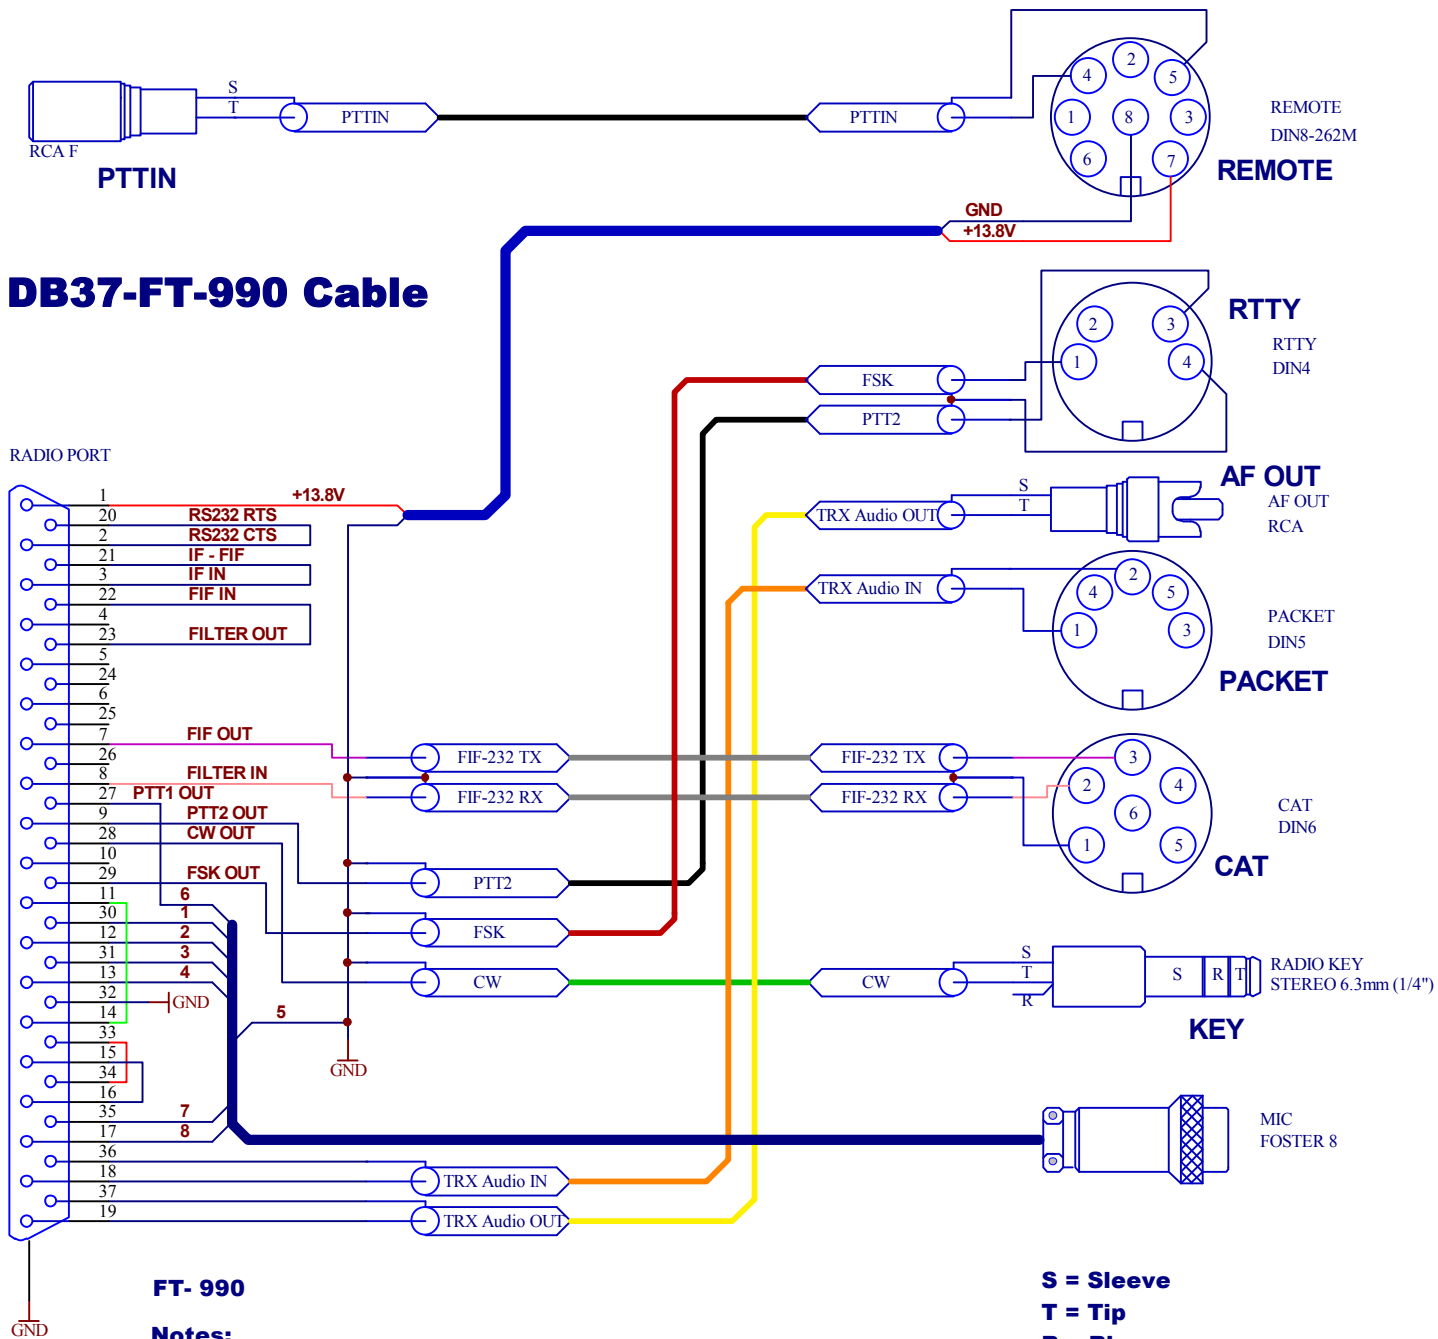 S
T
PTTIN
PTTIN
RCA F
PTTIN
4
2
5
1
8
3
6
7
REMOTE
DIN8-262M
REMOTE
GND
+13.8V
DB37-FT-990 Cable
RTTY
RTTY
DIN4
2
3
1
4
FSK
PTT2
AF OUT
AF OUT
RCA
S
T
TRX Audio OUT
TRX Audio IN
2
4
5
1
3
PACKET
DIN5
PACKET
RADIO PORT
1
+13.8V
20
RS232 RTS
2
RS232 CTS
21
IF - FIF
3
IF IN
22
FIF IN
4
23
FILTER OUT
5
24
6
25
7
FIF OUT
26
8
FILTER IN
27
PTT1 OUT
9
PTT2 OUT
28
CW OUT
10
29
FSK OUT
11
6
30
1
12
2
31
3
13
4
32
GND
14
5
33
15
34
16
35
7
17
8
36
18
37
19
GND
GND
FIF-232 TX
FIF-232 TX
FIF-232 RX
FIF-232 RX
PTT2
FSK
CW
CW
3
2
4
6
1
5
CAT
DIN6
CAT
S
T
R
S
R
T
RADIO KEY
STEREO 6.3mm (1/4")
KEY
MIC
FOSTER 8
TRX Audio IN
TRX Audio OUT
FT- 990
Notes:
S = Sleeve
T = Tip